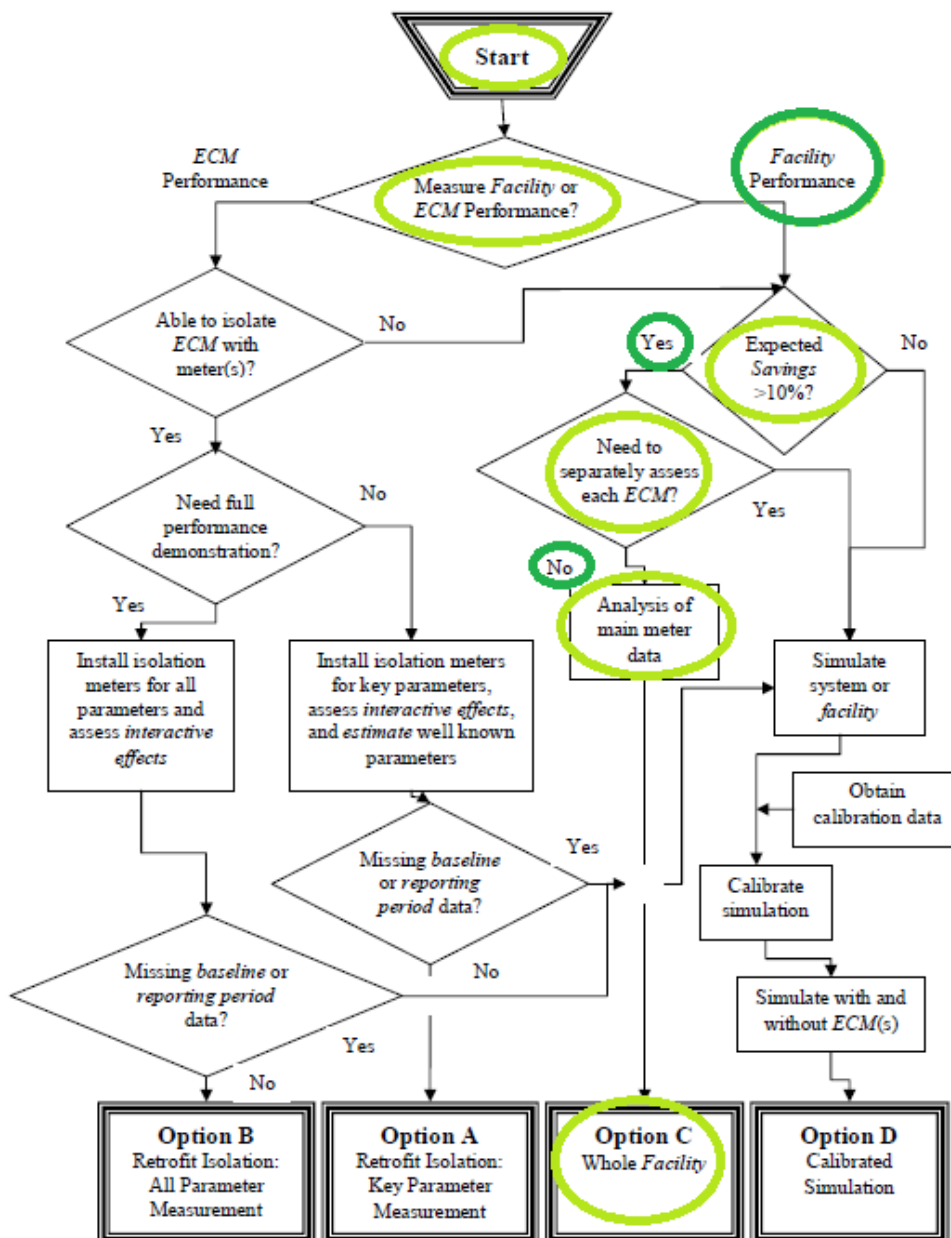 Start
ECM
Performance
Measure Facility or
ECM Performance?
Facility
Performance
Able to isolate
ECM with
meter(s)?
No
Yes
Expected
Savings
>10%?
No
Yes
Need to
separately assess
each ECM?
Yes
Need full
performance
demonstration?
No
No
Analysis of
main meter
data
Yes
Install isolation
meters for all
parameters and
assess interactive
effects
Install isolation meters
for key parameters,
assess interactive effects,
and estimate well known
parameters
Simulate
system or
facility
Obtain
calibration data
Missing baseline
or reporting
period data?
Yes
Calibrate
simulation
No
Missing baseline or
reporting period
data?
Yes
Simulate with and
without ECM(s)
No
Option B
Retrofit Isolation:
All Parameter
Measurement
Option A
Retrofit Isolation:
Key Parameter
Measurement
Option C
Whole Facility
Option D
Calibrated
Simulation